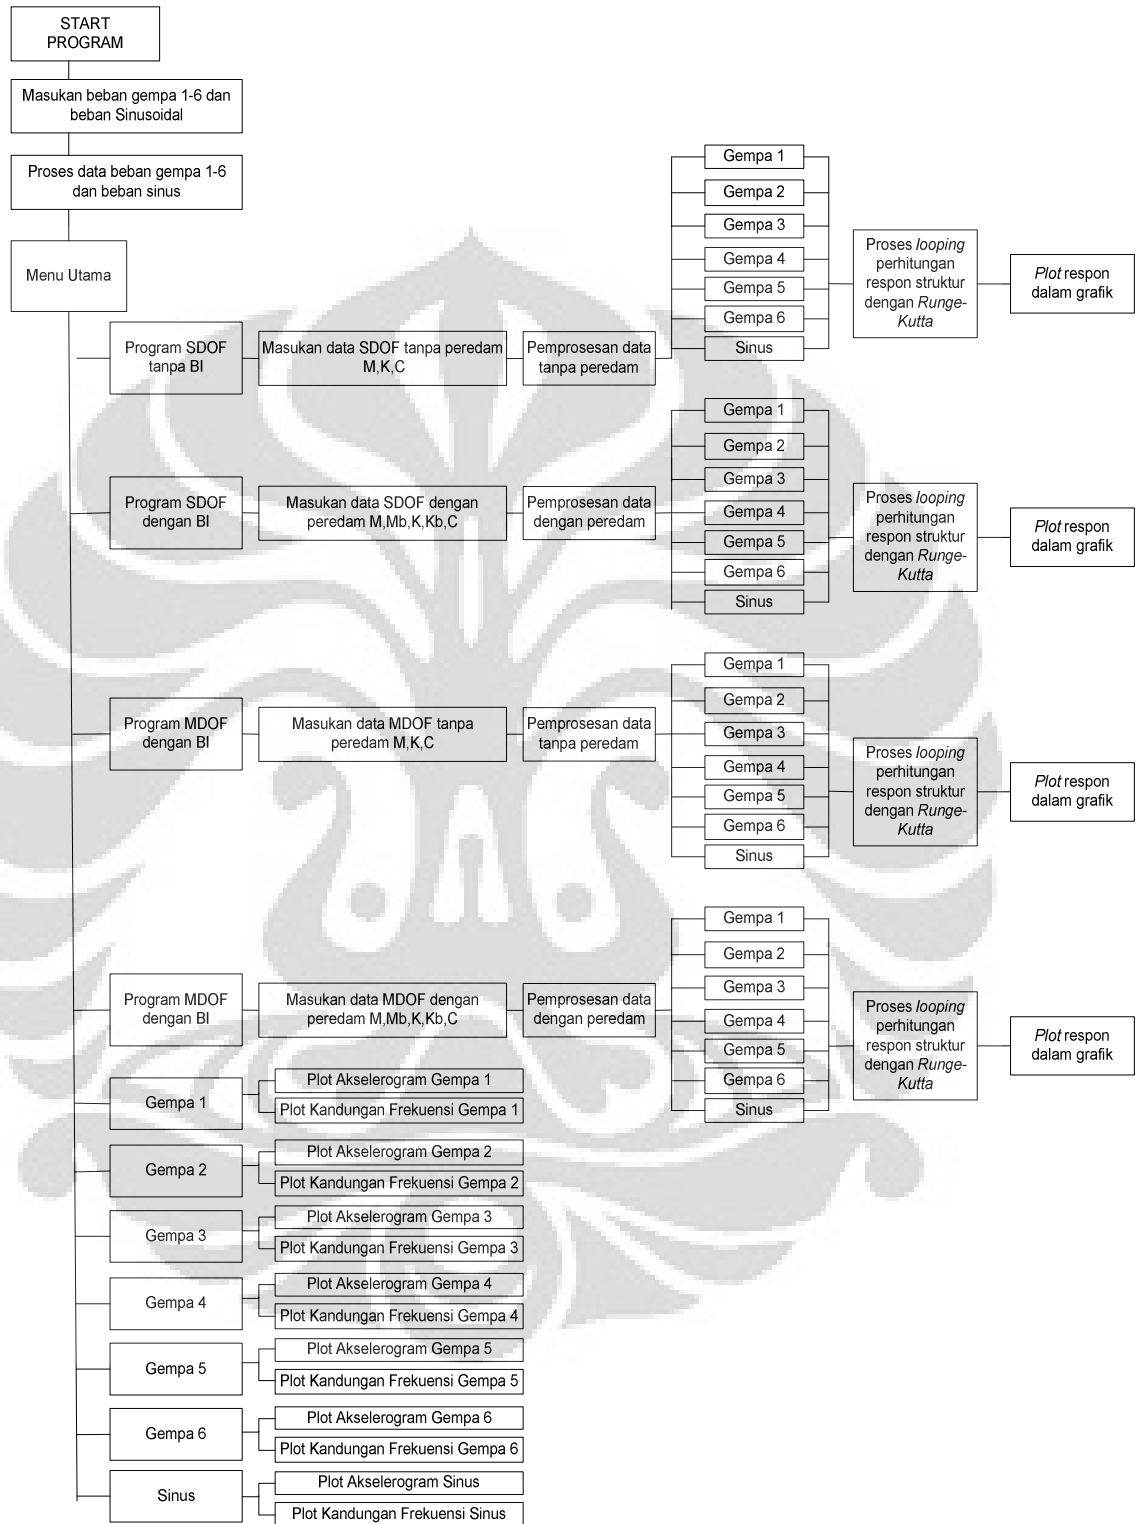 START
PROGRAM
Masukan beban gempa 1-6 dan
beban Sinusoidal
Proses data beban gempa 1-6
dan beban sinus
Menu Utama
Program SDOF
tanpa BI
Masukan data SDOF tanpa peredam
M,K,C
Pemprosesan data
tanpa peredam
Gempa 1
Gempa 2
Gempa 3
Gempa 4
Gempa 5
Gempa 6
Sinus
Proses looping
perhitungan
respon struktur
dengan Runge-
Kutta
Plot respon
dalam grafik
Program SDOF
dengan BI
Masukan data SDOF dengan
peredam M,Mb,K,Kb,C
Pemprosesan data
dengan peredam
Gempa 1
Gempa 2
Gempa 3
Gempa 4
Gempa 5
Gempa 6
Sinus
Proses looping
perhitungan
respon struktur
dengan Runge-
Kutta
Plot respon
dalam grafik
Program MDOF
dengan BI
Masukan data MDOF tanpa
peredam M,K,C
Pemprosesan data
tanpa peredam
Gempa 1
Gempa 2
Gempa 3
Gempa 4
Gempa 5
Gempa 6
Sinus
Proses looping
perhitungan
respon struktur
dengan Runge-
Kutta
Plot respon
dalam grafik
Program MDOF
dengan BI
Masukan data MDOF dengan
peredam M,Mb,K,Kb,C
Pemprosesan data
dengan peredam
Gempa 1
Gempa 2
Gempa 3
Gempa 4
Gempa 5
Gempa 6
Sinus
Proses looping
perhitungan
respon struktur
dengan Runge-
Kutta
Plot respon
dalam grafik
Gempa 1
Plot Akselerogram Gempa 1
Plot Kandungan Frekuensi Gempa 1
Gempa 2
Plot Akselerogram Gempa 2
Plot Kandungan Frekuensi Gempa 2
Gempa 3
Plot Akselerogram Gempa 3
Plot Kandungan Frekuensi Gempa 3
Gempa 4
Plot Akselerogram Gempa 4
Plot Kandungan Frekuensi Gempa 4
Gempa 5
Plot Akselerogram Gempa 5
Plot Kandungan Frekuensi Gempa 5
Gempa 6
Plot Akselerogram Gempa 6
Plot Kandungan Frekuensi Gempa 6
Sinus
Plot Akselerogram Sinus
Plot Kandungan Frekuensi Sinus